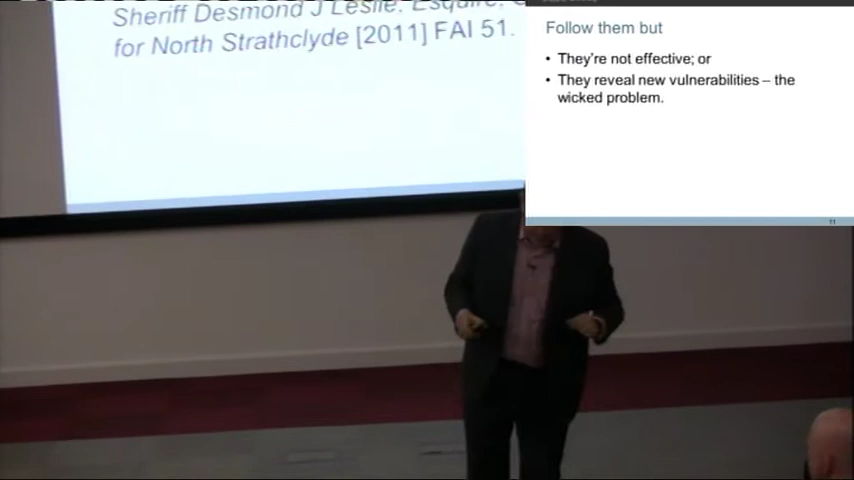 Sheriff Desmond J Leslie. Esquire.
for North Strathclyde [2011] FAI 51.
Follow them but
• They're not effective; or
• They reveal new vulnerabilities – the
wicked problem.
11